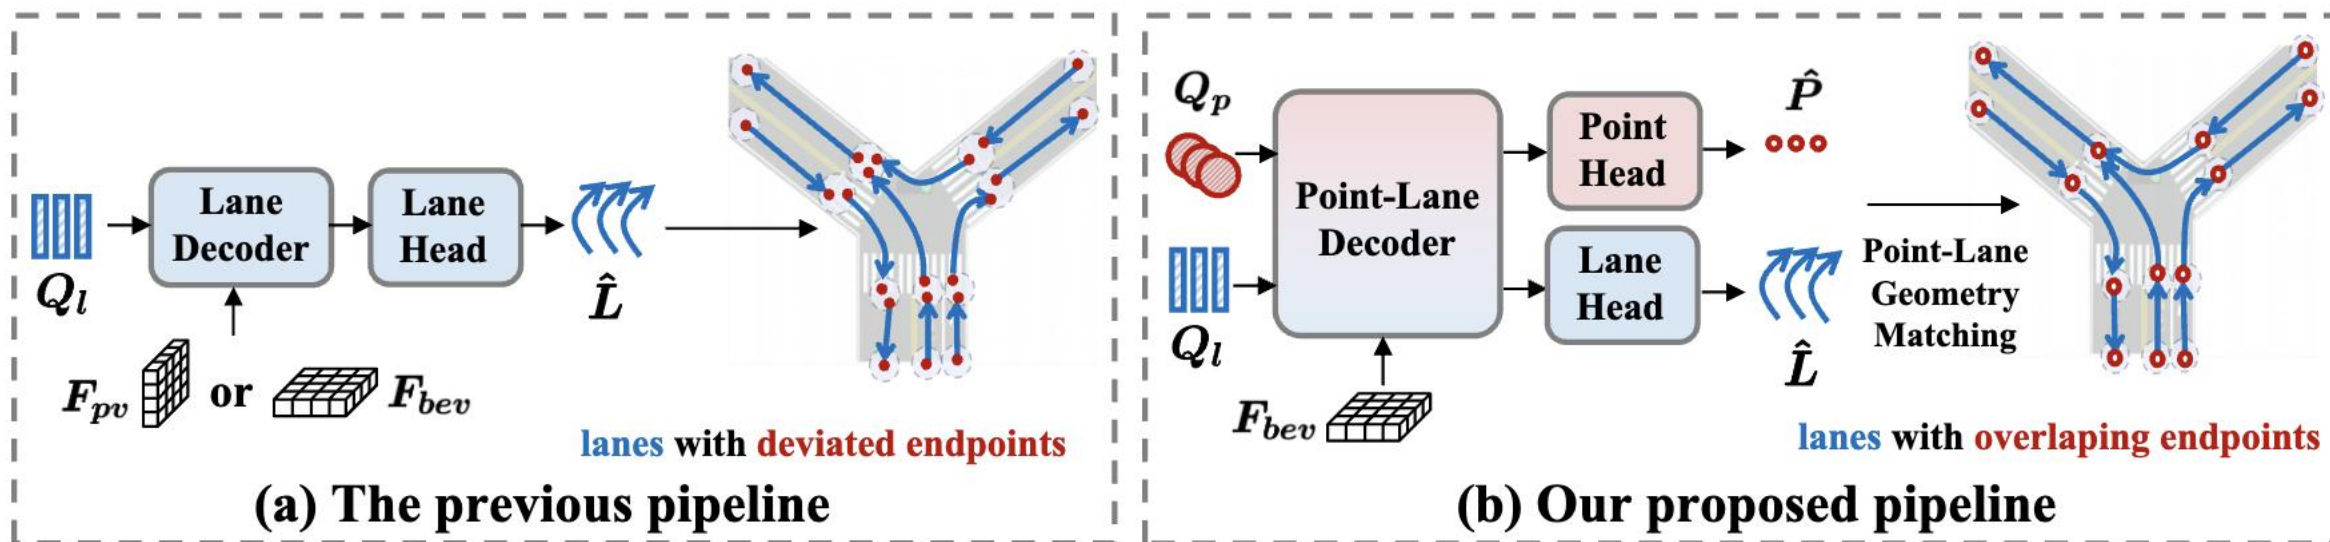 Q_l
Lane
Decoder
Lane
Head
L̂
F_pv or F_bev
lanes with deviated endpoints
(a) The previous pipeline
Q_p
Q_l
Point-Lane
Decoder
F_bev
Point
Head
Lane
Head
P̂
L̂
Point-Lane
Geometry
Matching
lanes with overlaping endpoints
(b) Our proposed pipeline